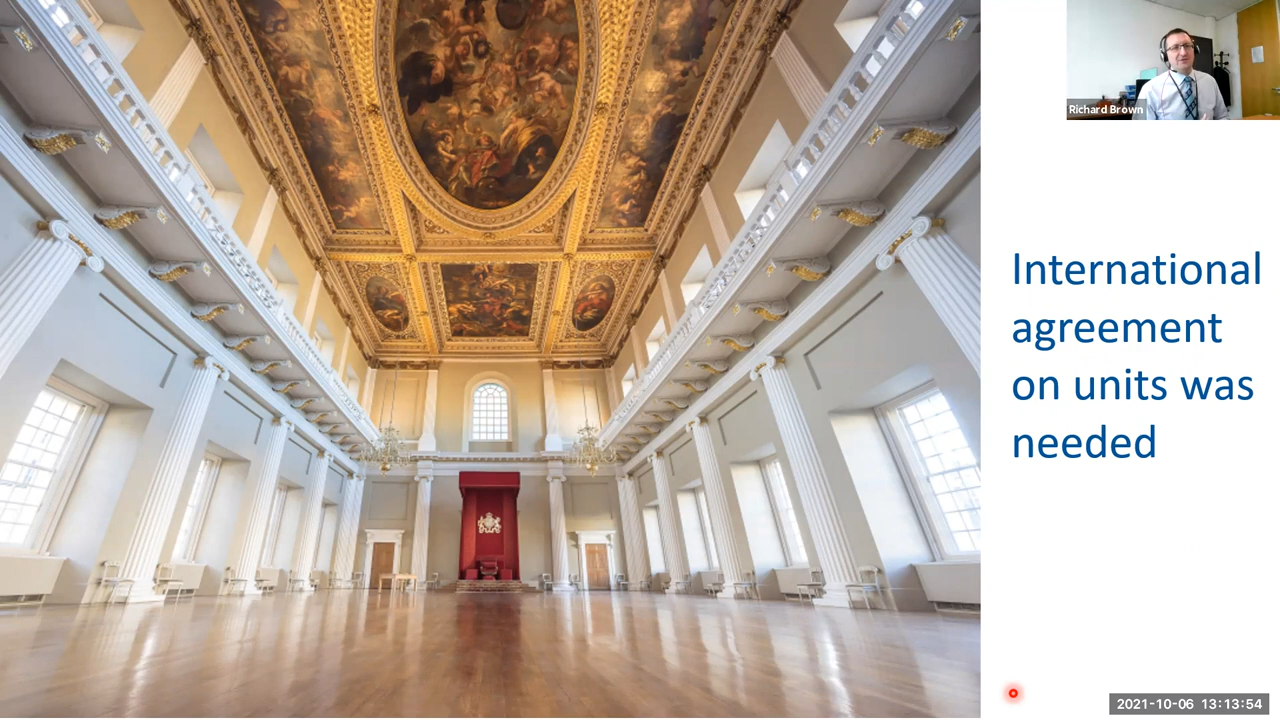 Richard Brown
International
agreement
on units was
needed
2021-10-06 13:13:54